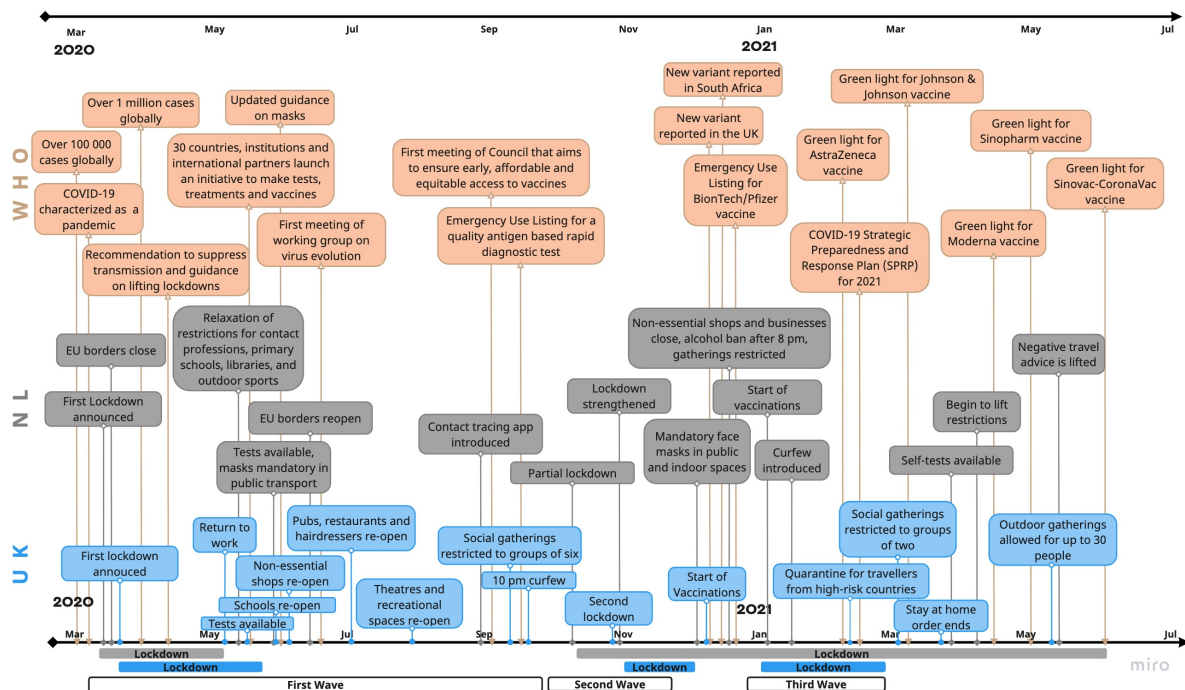 Mar
May
Jul
Sep
Nov
Jan
Mar
May
Jul
2020
2021
WHO
Over 100 000
cases globally
COVID-19
characterized as a
pandemic
Over 1 million cases
globally
Recommendation to suppress
transmission and guidance
on lifting lockdowns
Updated guidance
on masks
30 countries, institutions and
international partners launch
an initiative to make tests,
treatments and vaccines
First meeting of
working group on
virus evolution
First meeting of Council that aims
to ensure early, affordable and
equitable access to vaccines
Emergency Use Listing for a
quality antigen based rapid
diagnostic test
New variant reported
in South Africa
New variant
reported in the UK
Emergency Use
Listing for
BionTech/Pfizer
vaccine
Green light for
AstraZeneca
vaccine
COVID-19 Strategic
Preparedness and
Response Plan (SPRP)
for 2021
Green light for Johnson &
Johnson vaccine
Green light for
Moderna vaccine
Green light for
Sinopharm vaccine
Green light for
Sinovac-CoronaVac
vaccine
NL
EU borders close
First Lockdown
announced
Relaxation of
restrictions for contact
professions, primary
schools, libraries, and
outdoor sports
EU borders reopen
Tests available,
masks mandatory in
public transport
Contact tracing app
introduced
Partial lockdown
Lockdown
strengthened
Non-essential shops and businesses
close, alcohol ban after 8 pm,
gatherings restricted
Mandatory face
masks in public
and indoor spaces
Start of
vaccinations
Curfew
introduced
Self-tests available
Begin to lift
restrictions
Negative travel
advice is lifted
UK
First lockdown
annouced
Return to
work
Non-essential
shops re-open
Schools re-open
Tests available
Pubs, restaurants and
hairdressers re-open
Theatres and
recreational
spaces re-open
Social gatherings
restricted to groups of six
10 pm curfew
Second
lockdown
Start of
Vaccinations
Quarantine for travellers
from high-risk countries
Social gatherings
restricted to groups
of two
Stay at home
order ends
Outdoor gatherings
allowed for up to 30
people
2020
2021
Mar
May
Jul
Sep
Nov
Jan
Mar
May
Jul
Lockdown
Lockdown
Lockdown
Lockdown
Lockdown
First Wave
Second Wave
Third Wave
miro